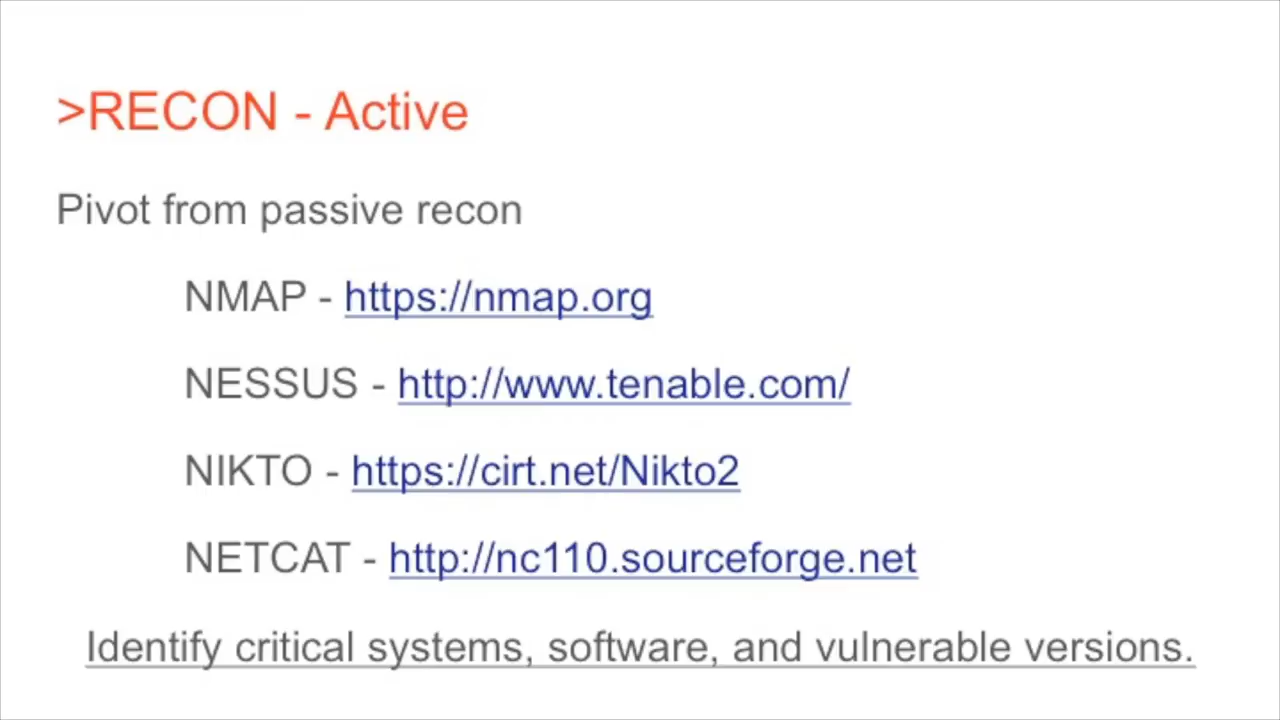 >RECON - Active
Pivot from passive recon
NMAP - https://nmap.org
NESSUS - http://www.tenable.com/
NIKTO - https://cirt.net/Nikto2
NETCAT - http://nc110.sourceforge.net
Identify critical systems, software, and vulnerable versions.